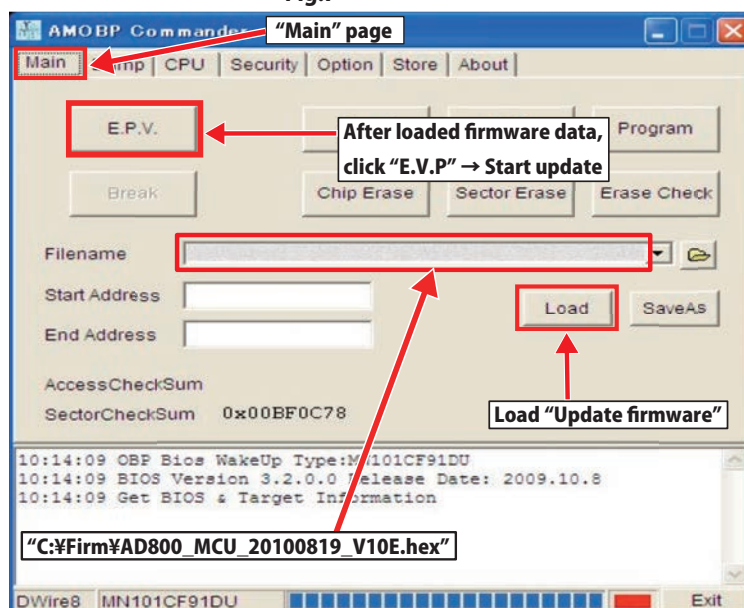 AMOBP Commander
"Main" page
Main
mp
CPU
Security
Option
Store
About
E.P.V.
After loaded firmware data,
click "E.V.P" → Start update
Program
Break
Chip Erase
Sector Erase
Erase Check
Filename
Start Address
Load
SaveAs
End Address
AccessCheckSum
SectorCheckSum 0x00BF0C78
Load "Update firmware"
10:14:09 OBP Bios WakeUp Type:MN101CF91DU
10:14:09 BIOS Version 3.2.0.0 Release Date: 2009.10.8
10:14:09 Get BIOS & Target Information
"C:¥Firm¥AD800_MCU_20100819_V10E.hex"
DWire8 MN101CF91DU Exit